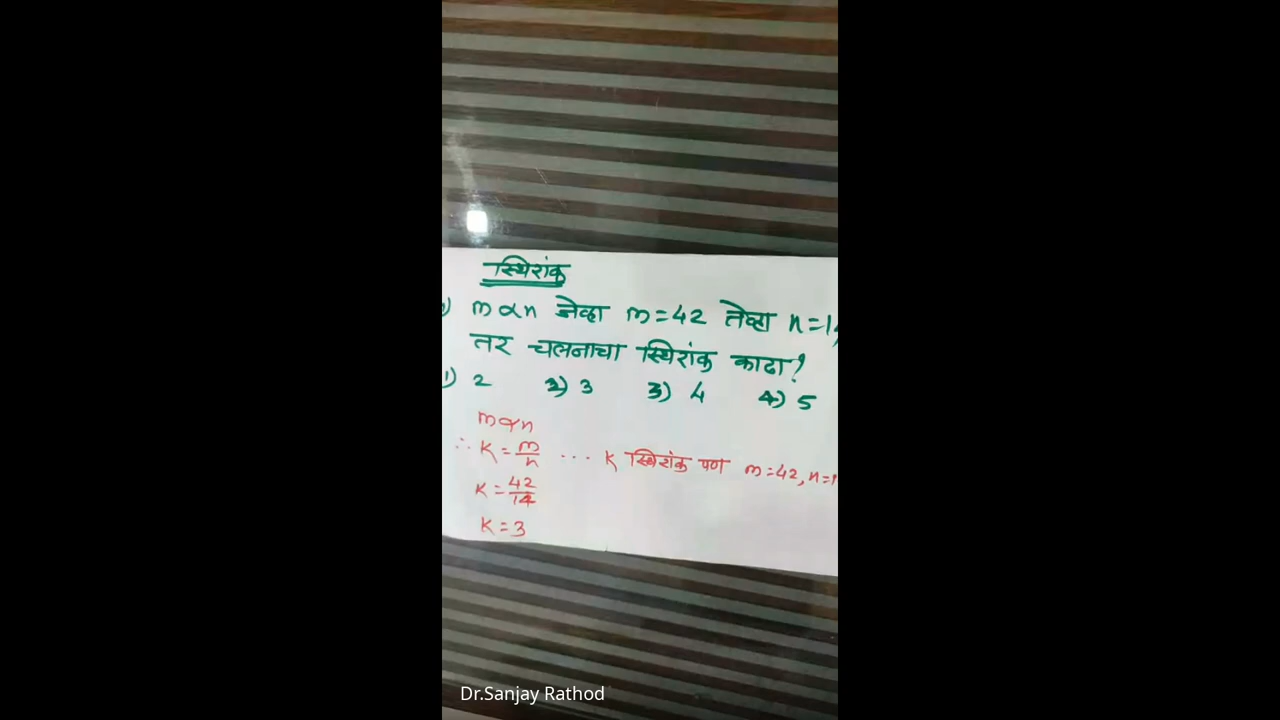 स्थिरांक
m∝n जेव्हा m=42 तेव्हा n=1
तर चलनाचा स्थिरांक काढा?
1) 2 2) 3 3) 4 4) 5
m∝n
∴ K = m/n ... K स्थिरांक पण m=42, n=1
K = 42/14
K = 3
Dr.Sanjay Rathod